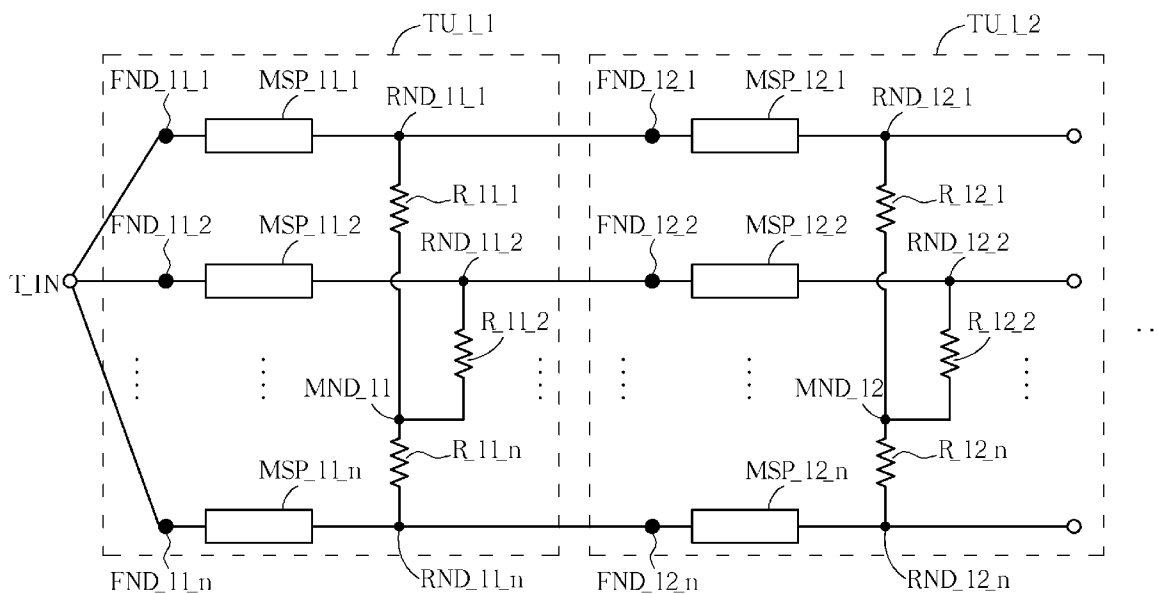 TU_1_1
TU_1_2
FND_11_1
MSP_11_1
RND_11_1
FND_12_1
MSP_12_1
RND_12_1
R_11_1
R_12_1
FND_11_2
MSP_11_2
RND_11_2
FND_12_2
MSP_12_2
RND_12_2
T_IN
R_11_2
R_12_2
MND_11
MND_12
MSP_11_n
R_11_n
MSP_12_n
R_12_n
FND_11_n
RND_11_n
FND_12_n
RND_12_n